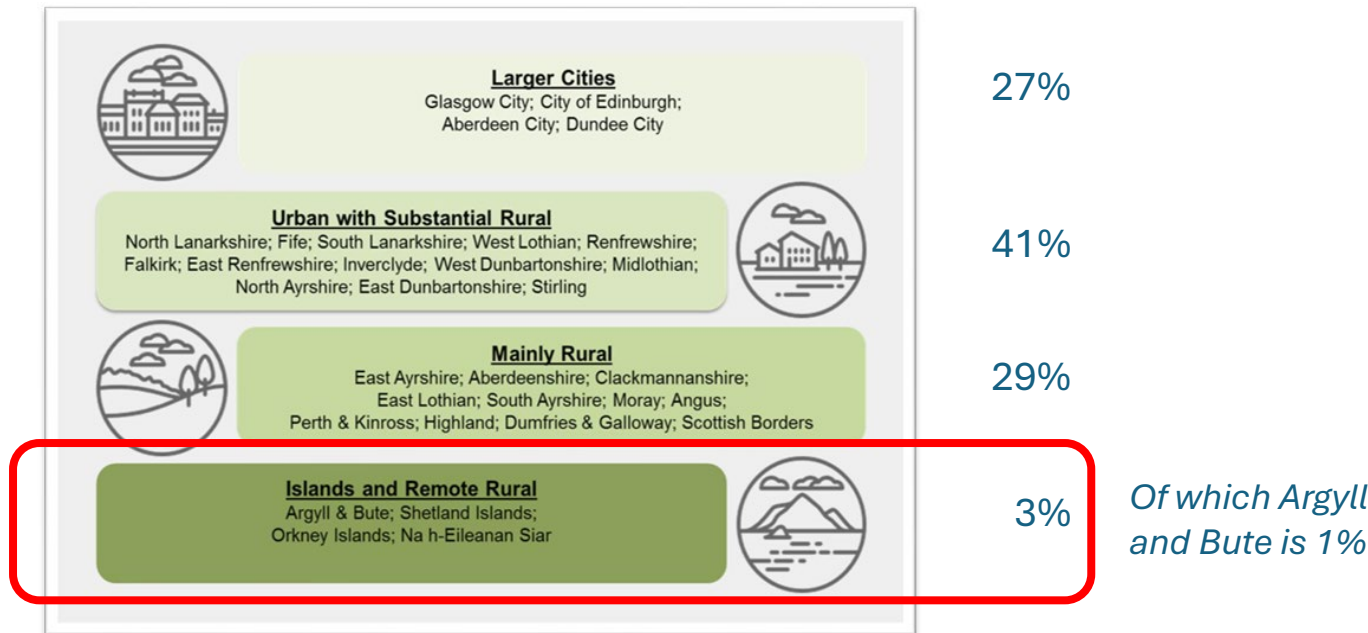 Larger Cities
Glasgow City; City of Edinburgh;
Aberdeen City; Dundee City
27%
Urban with Substantial Rural
North Lanarkshire; Fife; South Lanarkshire; West Lothian; Renfrewshire;
Falkirk; East Renfrewshire; Inverclyde; West Dunbartonshire; Midlothian;
North Ayrshire; East Dunbartonshire; Stirling
41%
Mainly Rural
East Ayrshire; Aberdeenshire; Clackmannanshire;
East Lothian; South Ayrshire; Moray; Angus;
Perth & Kinross; Highland; Dumfries & Galloway; Scottish Borders
29%
Islands and Remote Rural
Argyll & Bute; Shetland Islands;
Orkney Islands; Na h-Eileanan Siar
3%
Of which Argyll
and Bute is 1%